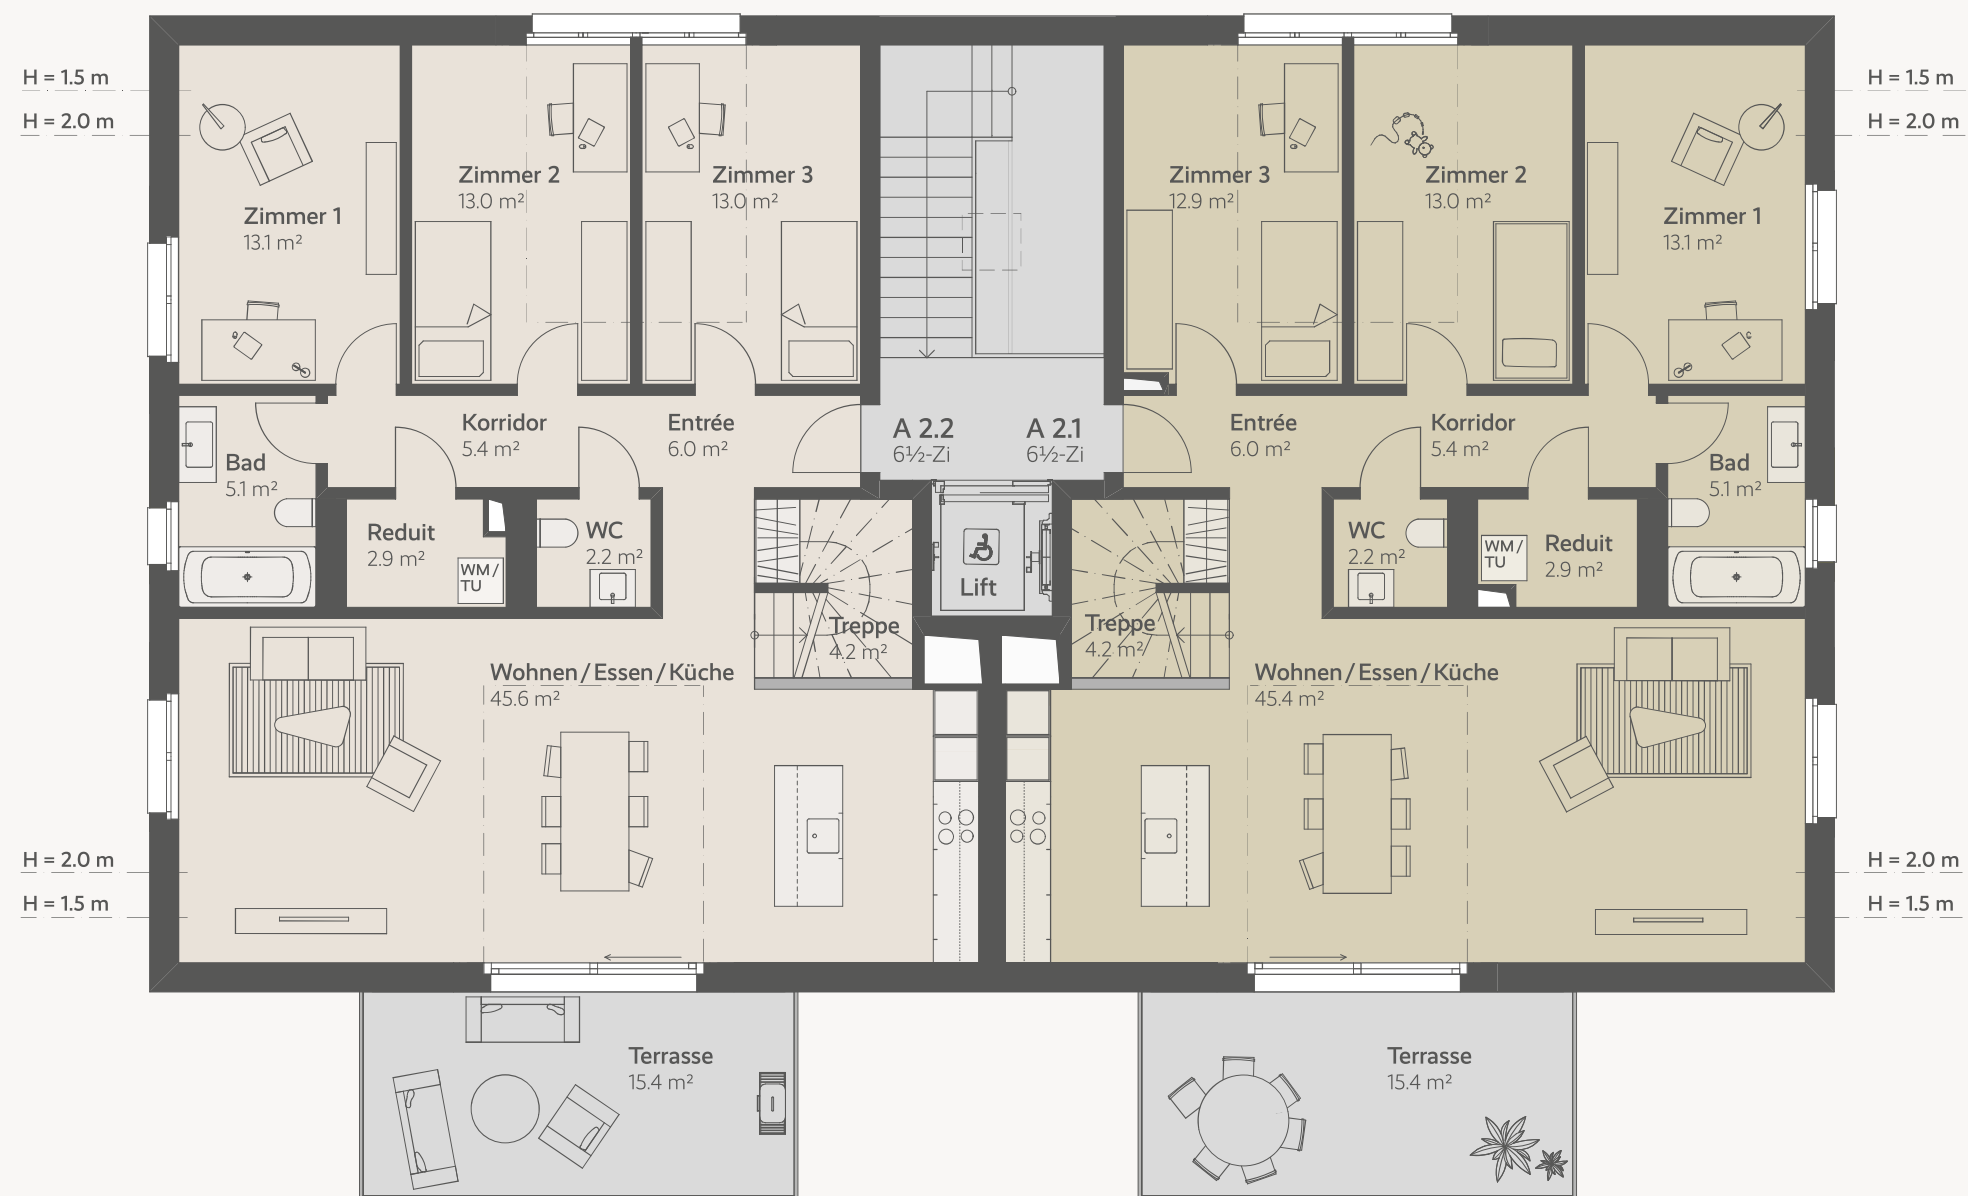 H = 1.5 m
H = 2.0 m
H = 1.5 m
H = 2.0 m
Zimmer 1
13.1 m²
Zimmer 2
13.0 m²
Zimmer 3
13.0 m²
Zimmer 3
12.9 m²
Zimmer 2
13.0 m²
Zimmer 1
13.1 m²
Korridor
5.4 m²
Entrée
6.0 m²
A 2.2
6½-Zi
A 2.1
6½-Zi
Entrée
6.0 m²
Korridor
5.4 m²
Bad
5.1 m²
Bad
5.1 m²
Reduit
2.9 m²
WM /
TU
WC
2.2 m²
Lift
WC
2.2 m²
WM /
TU
Reduit
2.9 m²
Treppe
4.2 m²
Treppe
4.2 m²
Wohnen / Essen / Küche
45.6 m²
Wohnen / Essen / Küche
45.4 m²
H = 2.0 m
H = 1.5 m
H = 2.0 m
H = 1.5 m
Terrasse
15.4 m²
Terrasse
15.4 m²